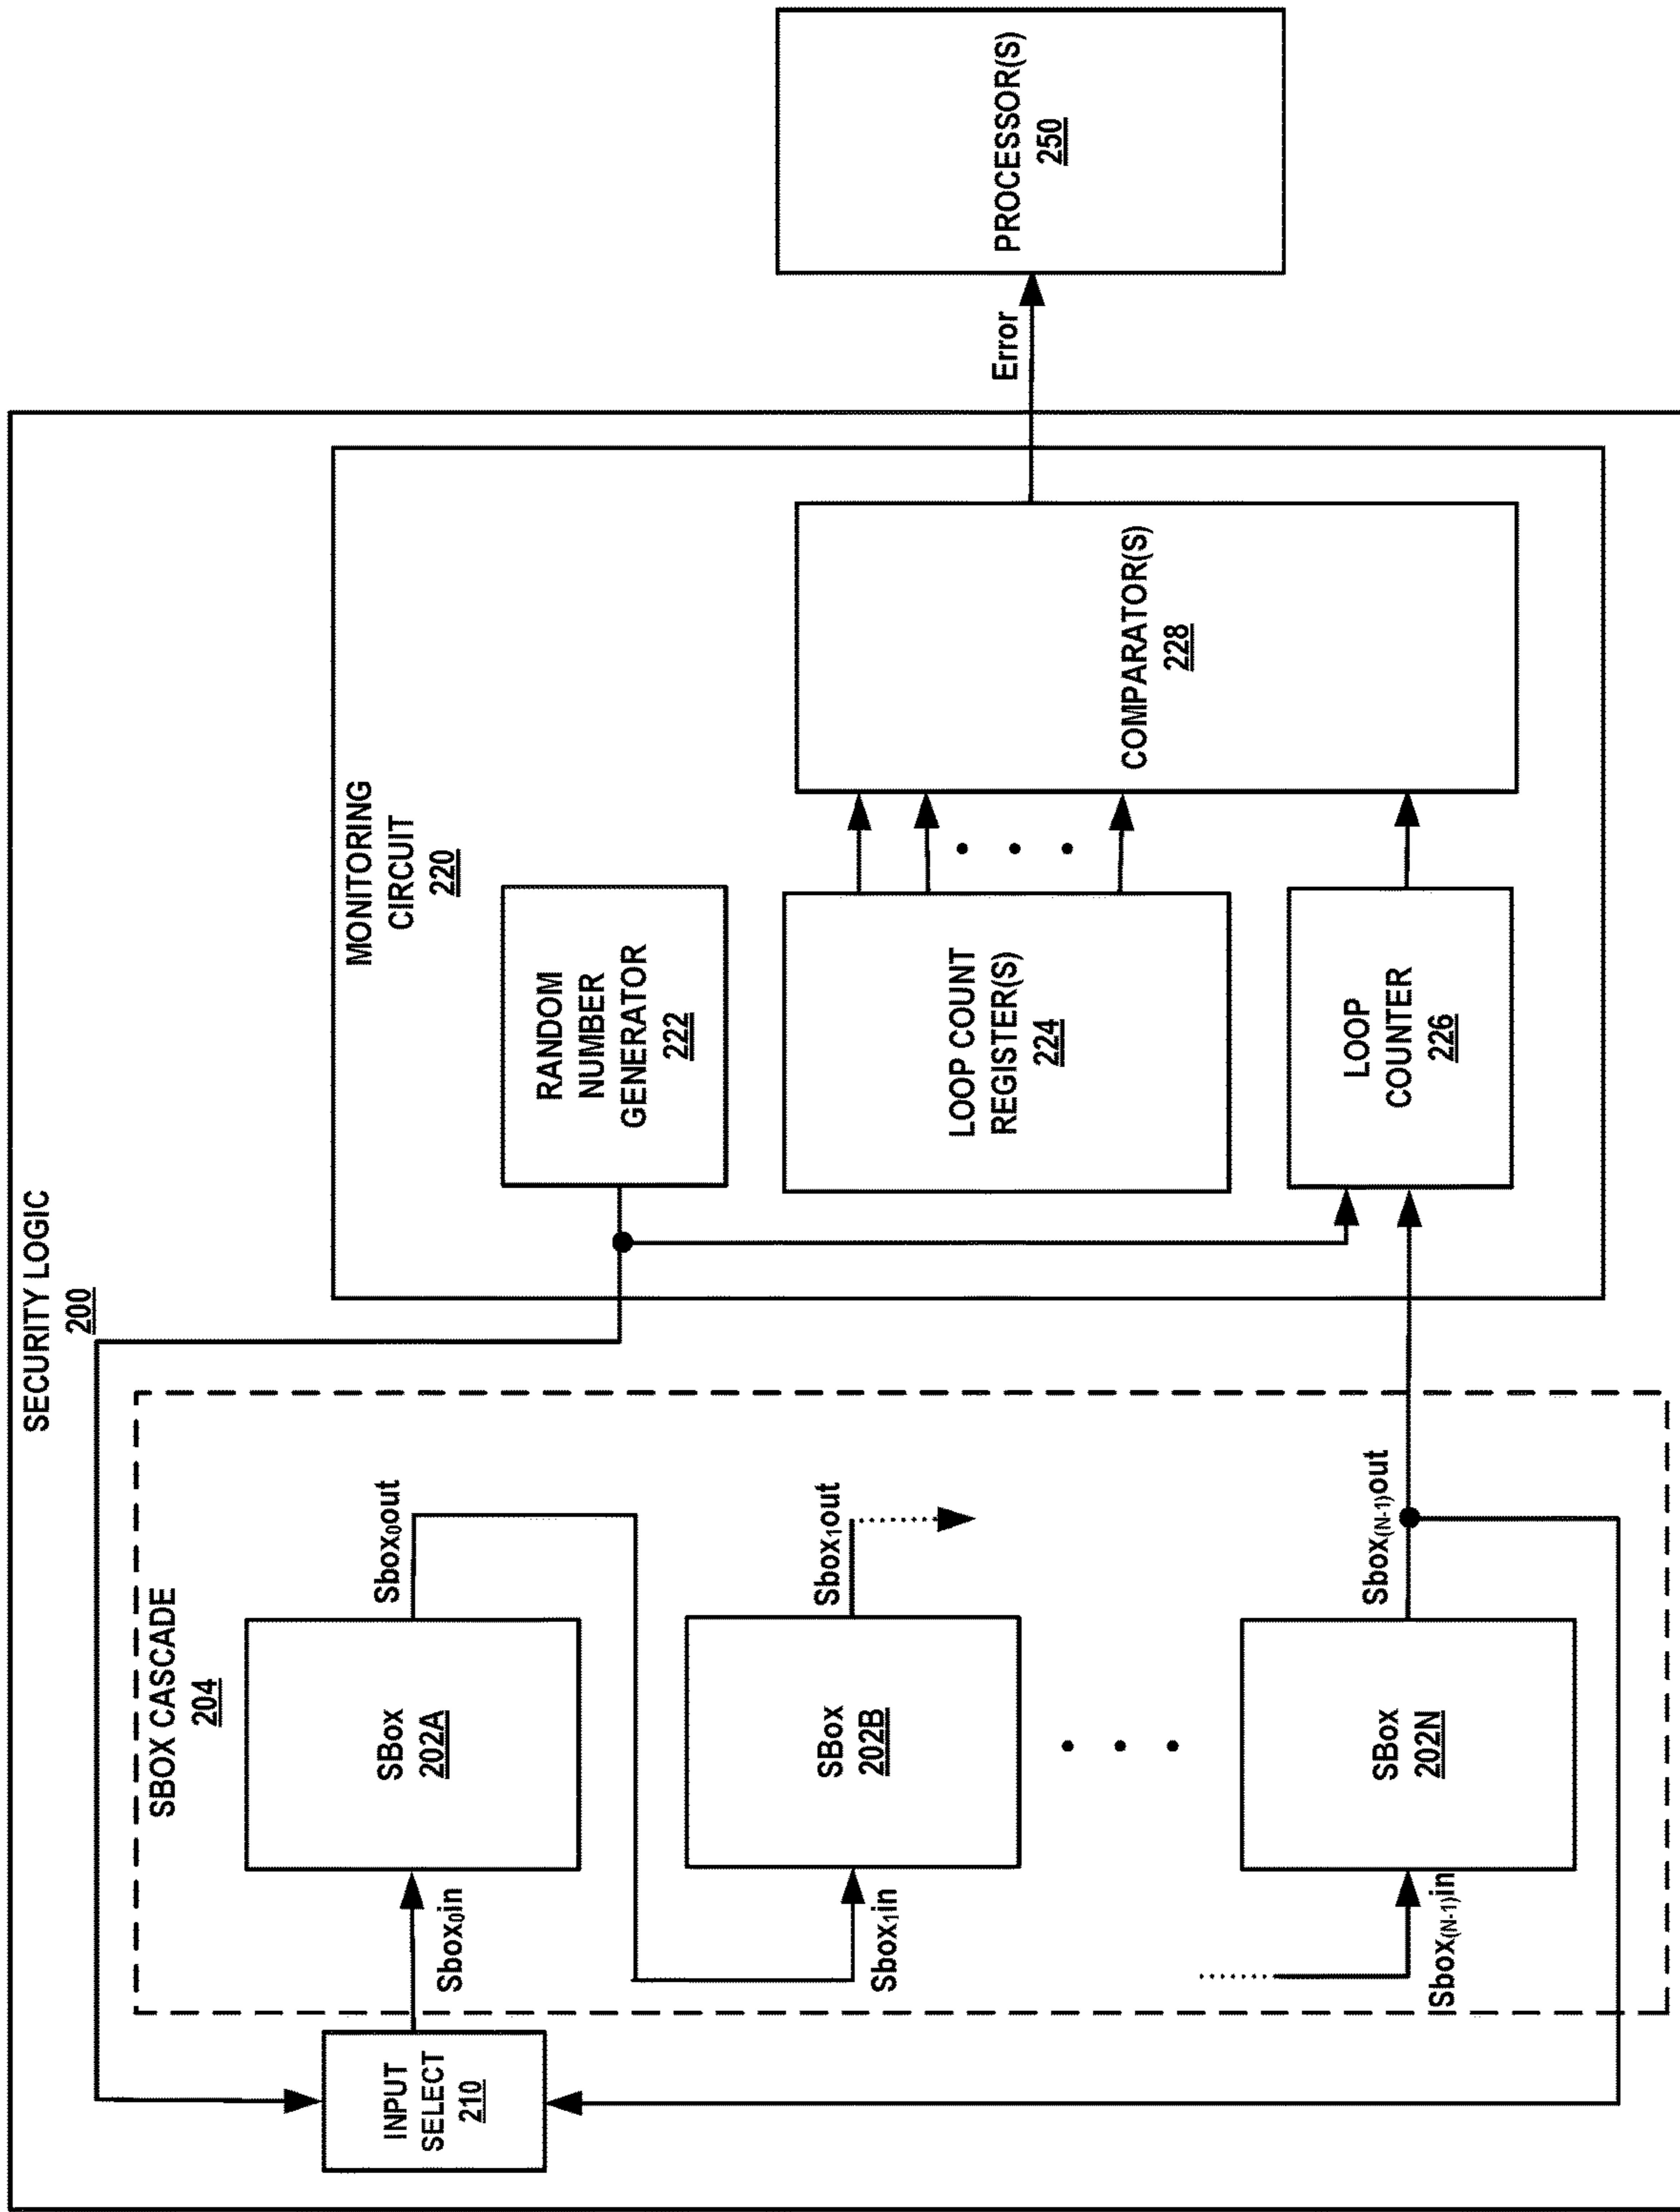 SECURITY LOGIC
200
SBOX CASCADE
204
INPUT
SELECT
210
Sbox₀in
SBox
202A
Sbox₀out
Sbox₁in
SBox
202B
Sbox₁out
Sbox₍N-1₎in
SBox
202N
Sbox₍N-1₎out
MONITORING
CIRCUIT
220
RANDOM
NUMBER
GENERATOR
222
LOOP COUNT
REGISTER(S)
224
LOOP
COUNTER
226
COMPARATOR(S)
228
Error
PROCESSOR(S)
250